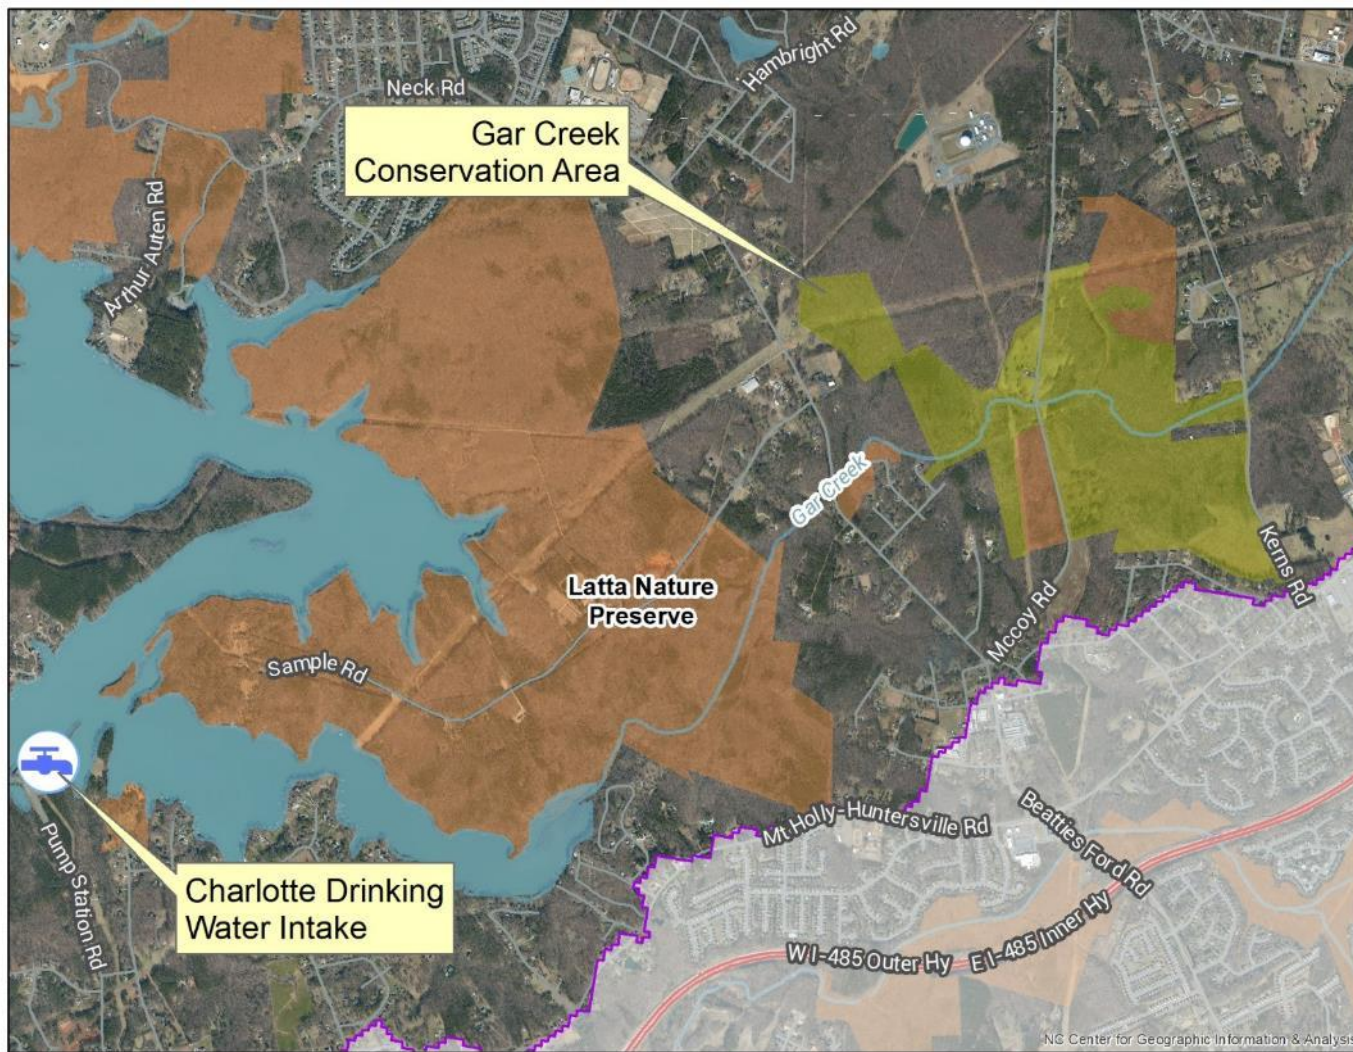 Neck Rd
Hambright Rd
Gar Creek
Conservation Area
Arthur Auten Rd
Gar Creek
Latta Nature
Preserve
Kerns Rd
Mccoy Rd
Sample Rd
Mt Holly-Huntersville Rd
Beatties Ford Rd
Pump Station Rd
Charlotte Drinking
Water Intake
W I-485 Outer Hy
E I-485 Inner Hy
NC Center for Geographic Information & Analysis